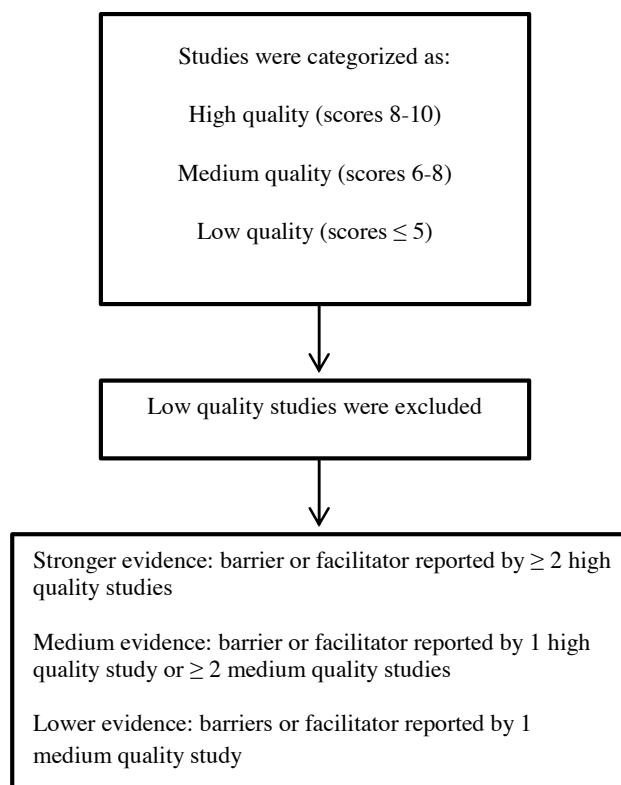 Studies were categorized as:
High quality (scores 8-10)
Medium quality (scores 6-8)
Low quality (scores ≤ 5)
Low quality studies were excluded
Stronger evidence: barrier or facilitator reported by ≥ 2 high
quality studies
Medium evidence: barrier or facilitator reported by 1 high
quality study or ≥ 2 medium quality studies
Lower evidence: barriers or facilitator reported by 1
medium quality study